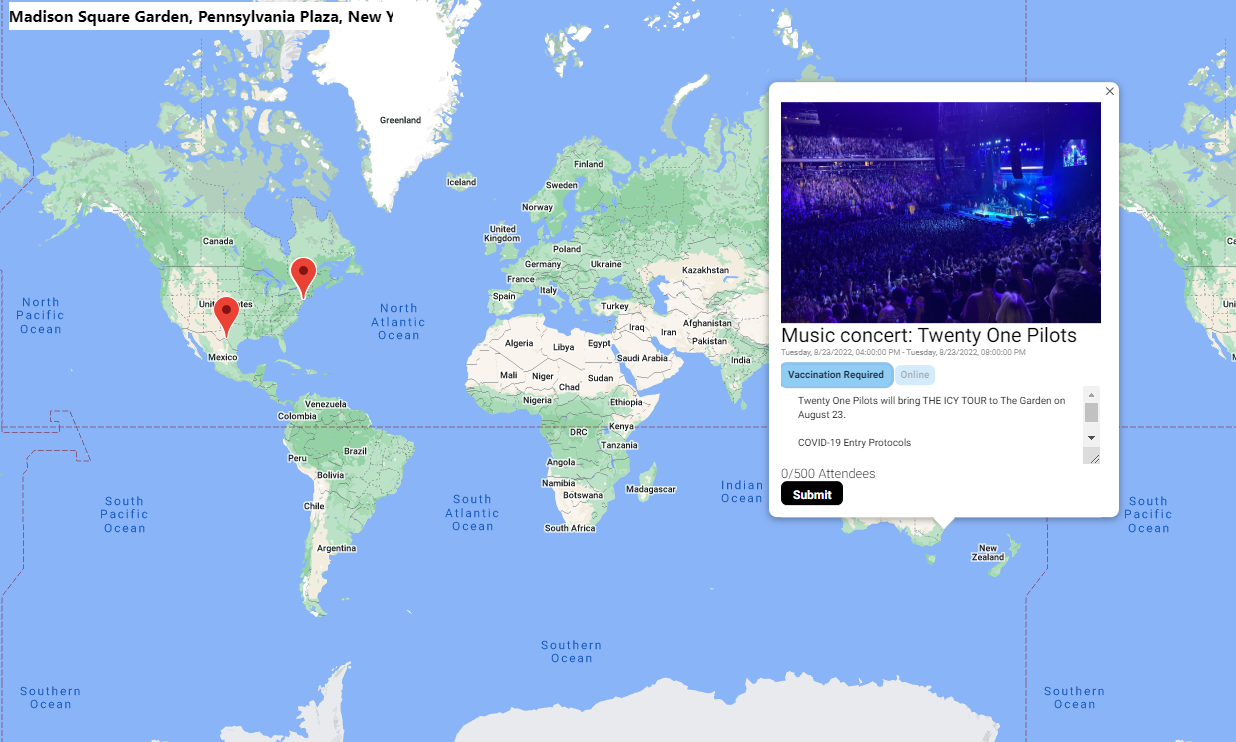 Madison Square Garden, Pennsylvania Plaza, New Y
Greenland
Iceland
Finland
Sweden
Norway
United
Kingdom
Poland
Germany
Ukraine
France
Kazakhstan
Italy
Spain
Turkey
Canada
Mexico
North
Pacific
Ocean
North
Atlantic
Ocean
Iraq
Iran
Afghanistan
Pakistan
Algeria
Libya
Egypt
Saudi Arabia
India
Mali
Niger
Sudan
Chad
Nigeria
Ethiopia
Venezuela
Colombia
Kenya
DRC
Tanzania
Peru
Brazil
Angola
Bolivia
Namibia
Botswana
Madagascar
Chile
South Africa
Argentina
South
Pacific
Ocean
South
Atlantic
Ocean
Indian
Ocean
Music concert: Twenty One Pilots
Tuesday, 8/23/2022, 04:00:00 PM - Tuesday, 8/23/2022, 08:00:00 PM
Vaccination Required Online
Twenty One Pilots will bring THE ICY TOUR to The Garden on
August 23.
COVID-19 Entry Protocols
0/500 Attendees
Submit
South
Pacific
Ocean
New
Zealand
Southern
Ocean
Southern
Ocean
Southern
Ocean